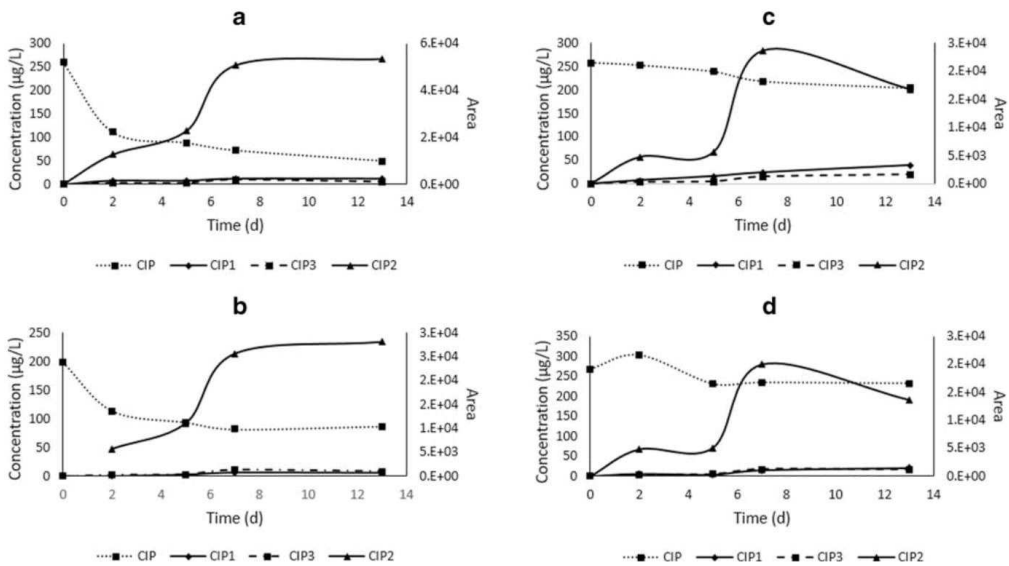 a
Concentration (µg/L)
300
250
200
150
100
50
0
6.E+04
4.E+04
2.E+04
0.E+00
Area
0 2 4 6 8 10 12 14
Time (d)
CIP CIP1 CIP3 CIP2
c
Concentration (µg/L)
300
250
200
150
100
50
0
3.E+04
2.E+04
2.E+04
1.E+04
5.E+03
0.E+00
Area
0 2 4 6 8 10 12 14
Time (d)
CIP CIP1 CIP3 CIP2
b
Concentration (µg/L)
250
200
150
100
50
0
3.E+04
3.E+04
2.E+04
2.E+04
1.E+04
5.E+03
0.E+00
Area
0 2 4 6 8 10 12 14
Time (d)
CIP CIP1 CIP3 CIP2
d
Concentration (µg/L)
350
300
250
200
150
100
50
0
3.E+04
2.E+04
2.E+04
1.E+04
5.E+03
0.E+00
Area
0 2 4 6 8 10 12 14
Time (d)
CIP CIP1 CIP3 CIP2